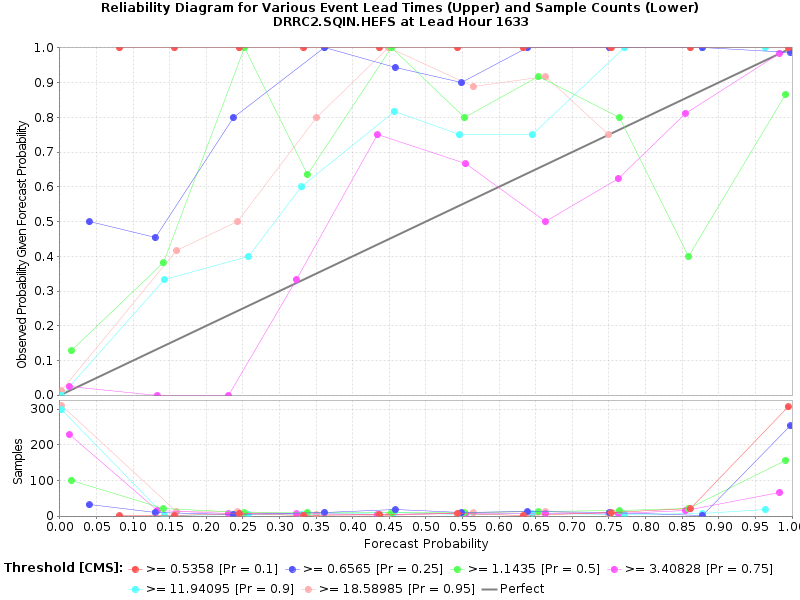 Reliability Diagram for Various Event Lead Times (Upper) and Sample Counts (Lower)
DRRC2.SQIN.HEFS at Lead Hour 1633
Observed Probability Given Forecast Probability
1.0
0.9
0.8
0.7
0.6
0.5
0.4
0.3
0.2
0.1
0.0
Samples
300
200
100
0
0.00 0.05 0.10 0.15 0.20 0.25 0.30 0.35 0.40 0.45 0.50 0.55 0.60 0.65 0.70 0.75 0.80 0.85 0.90 0.95 1.00
Forecast Probability
Threshold [CMS]: >= 0.5358 [Pr = 0.1] >= 0.6565 [Pr = 0.25] >= 1.1435 [Pr = 0.5] >= 3.40828 [Pr = 0.75]
>= 11.94095 [Pr = 0.9] >= 18.58985 [Pr = 0.95] Perfect